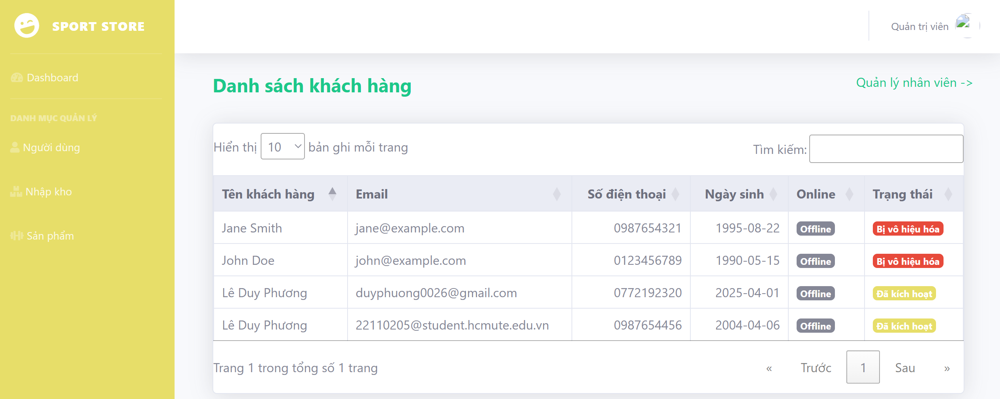 SPORT STORE
Quản trị viên
Dashboard
DANH MỤC QUẢN LÝ
Người dùng
Nhập kho
Sản phẩm
Danh sách khách hàng
Quản lý nhân viên ->
Hiển thị 10 bản ghi mỗi trang
Tìm kiếm:
Tên khách hàng Email Số điện thoại Ngày sinh Online Trạng thái
Jane Smith jane@example.com 0987654321 1995-08-22 Offline Bị vô hiệu hóa
John Doe john@example.com 0123456789 1990-05-15 Offline Bị vô hiệu hóa
Lê Duy Phương duyphuong0026@gmail.com 0772192320 2025-04-01 Offline Đã kích hoạt
Lê Duy Phương 22110205@student.hcmute.edu.vn 0987654456 2004-04-06 Offline Đã kích hoạt
Trang 1 trong tổng số 1 trang
« Trước 1 Sau »